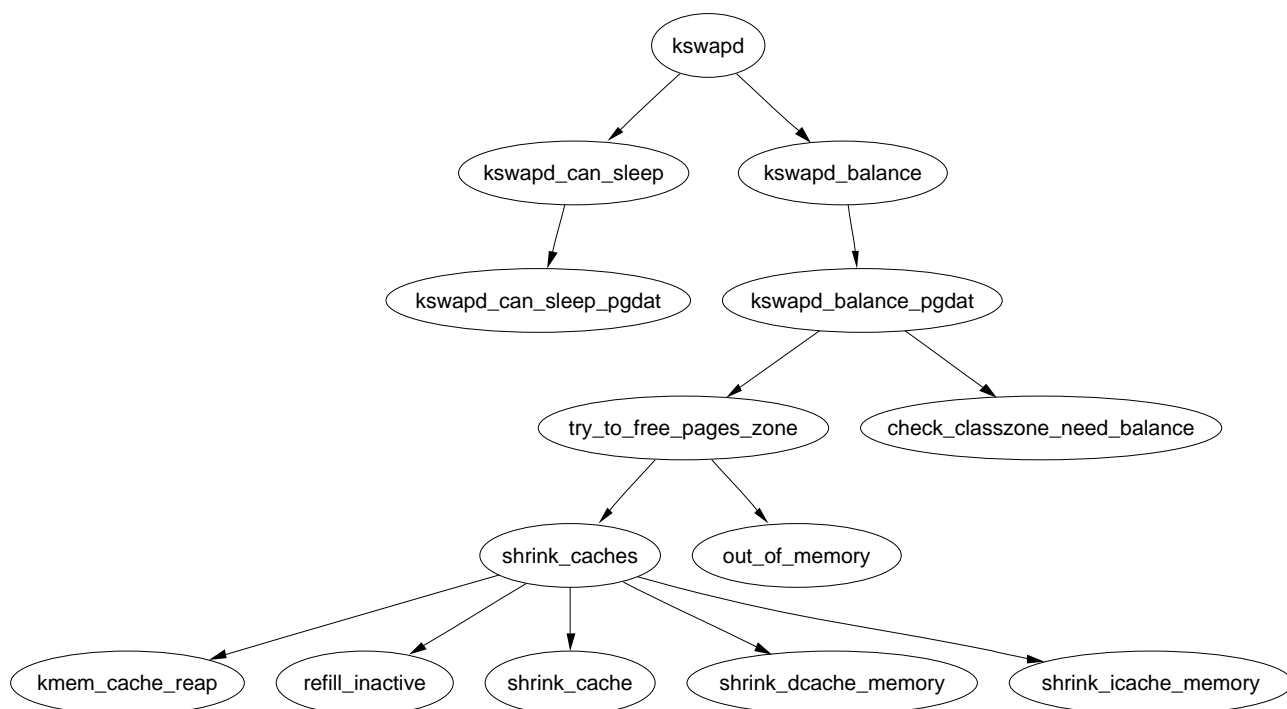 kswapd
kswapd_can_sleep
kswapd_balance
kswapd_can_sleep_pgdat
kswapd_balance_pgdat
try_to_free_pages_zone
check_classzone_need_balance
shrink_caches
out_of_memory
kmem_cache_reap
refill_inactive
shrink_cache
shrink_dcache_memory
shrink_icache_memory